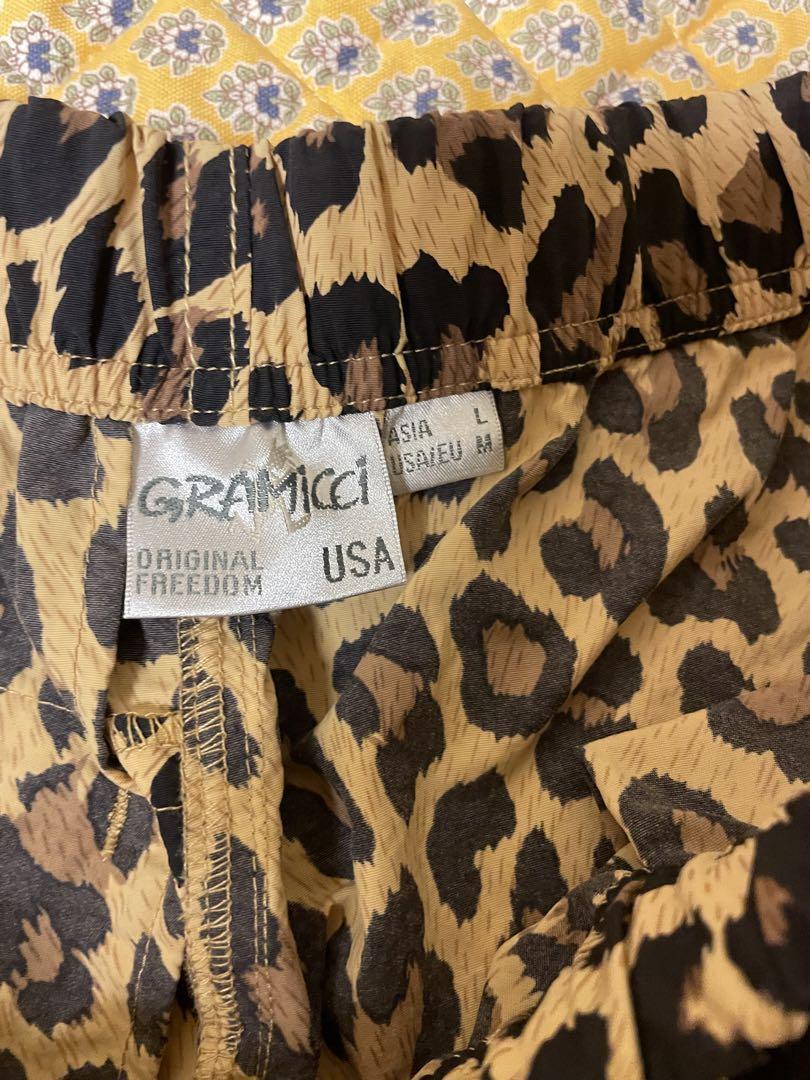 GRAMiCCi
ORIGINAL
FREEDOM
USA
ASIA L
USA/EU M